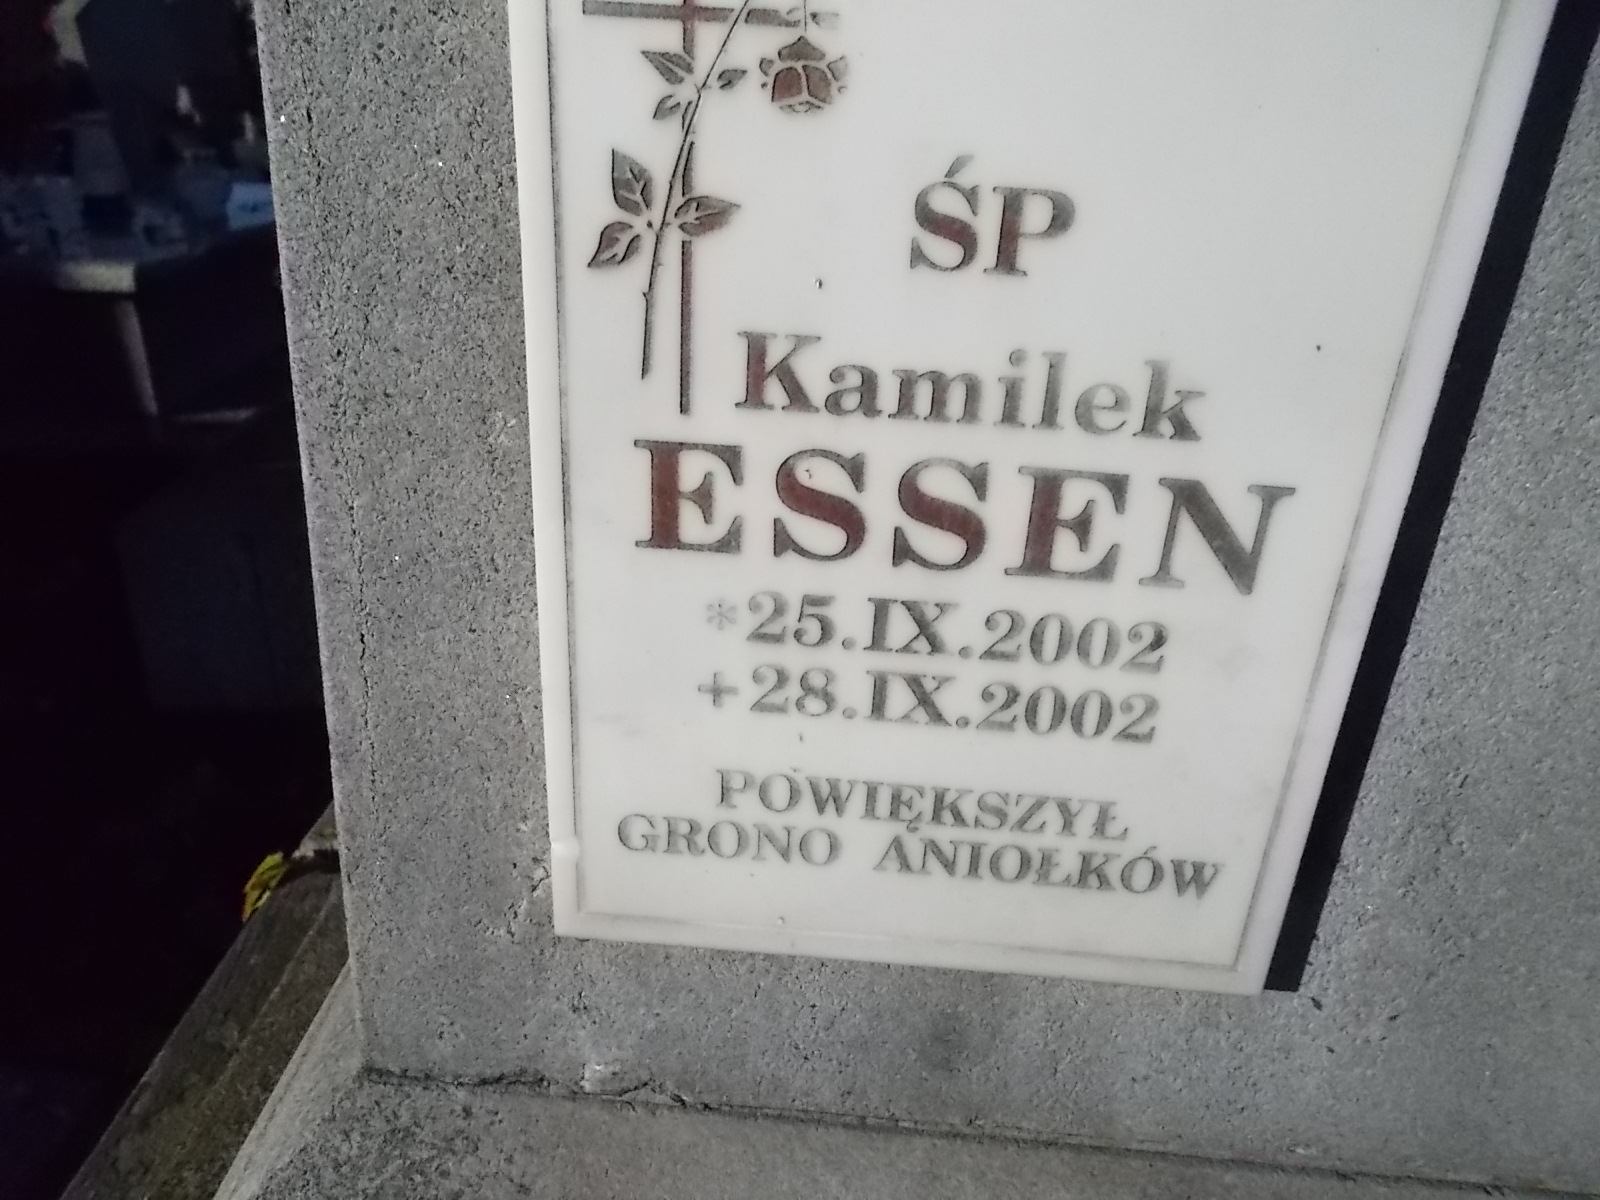 ŚP
Kamilek
ESSEN
*25.IX.2002
+28.IX.2002
POWIĘKSZYŁ
GRONO ANIOŁKÓW